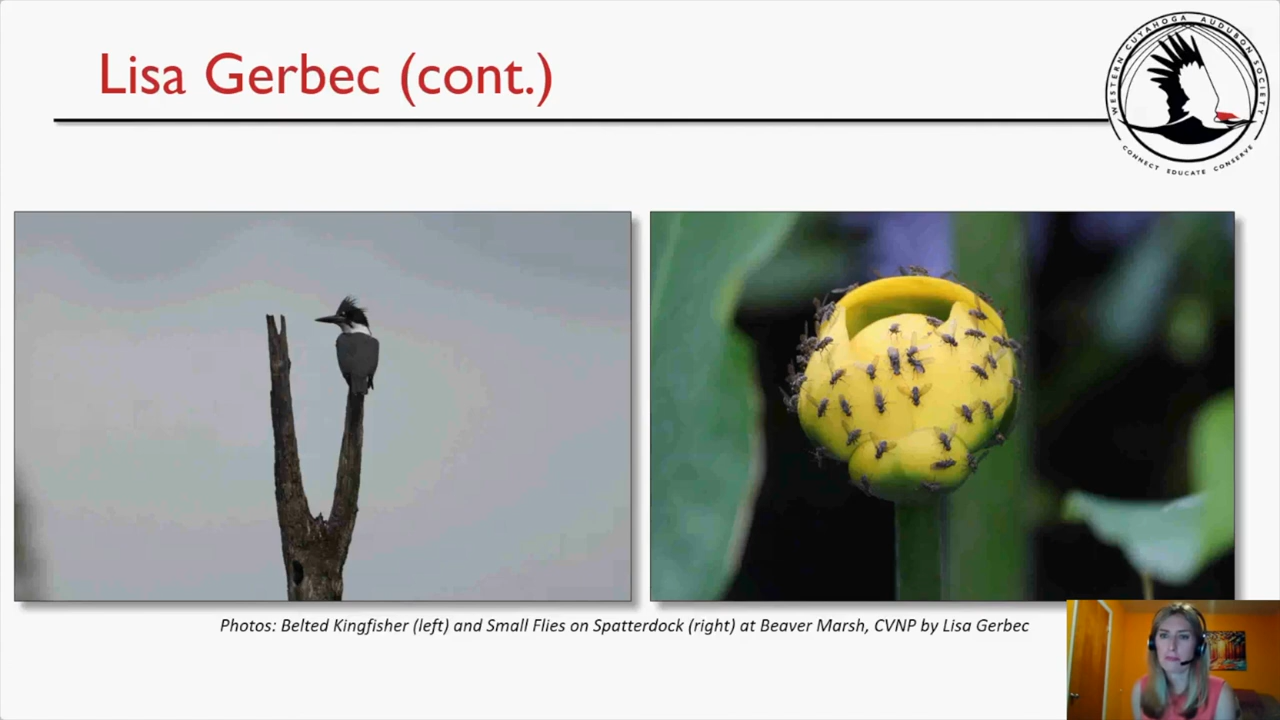 Lisa Gerbec (cont.)
WESTERN CUYAHOGA AUDUBON SOCIETY
CONNECT EDUCATE CONSERVE
Photos: Belted Kingfisher (left) and Small Flies on Spatterdock (right) at Beaver Marsh, CVNP by Lisa Gerbec